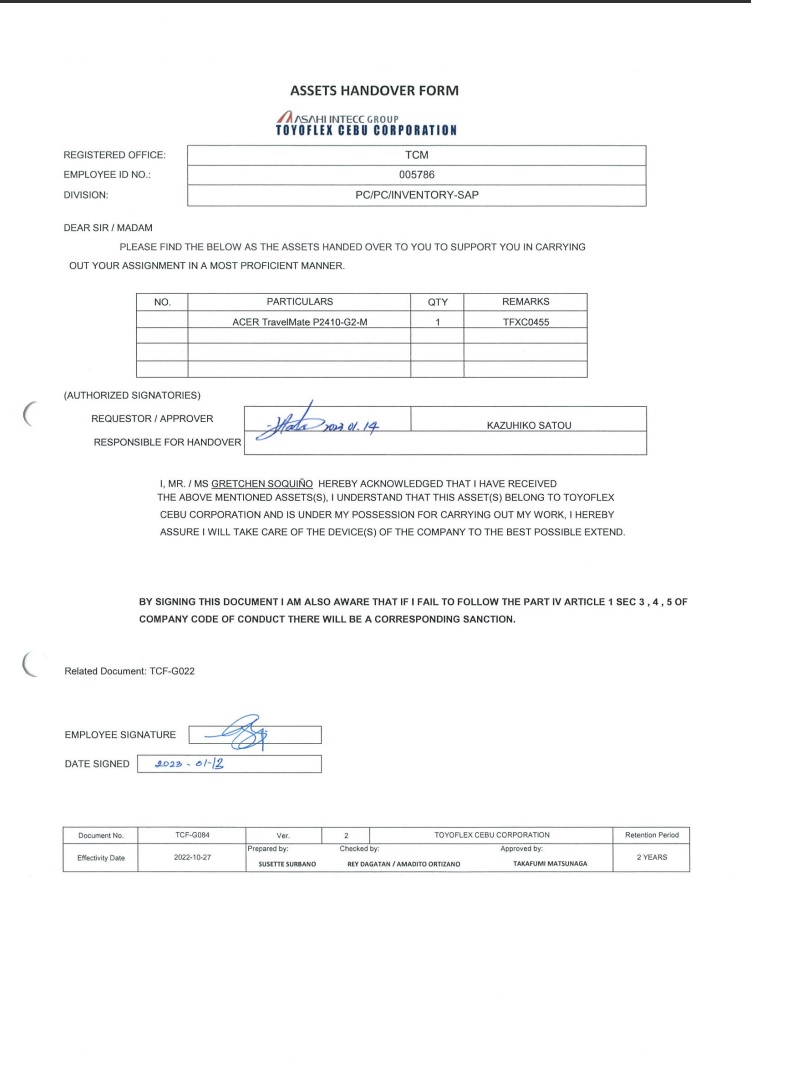 ASSETS HANDOVER FORM
ASAHI INTECC GROUP
TOYOFLEX CEBU CORPORATION
REGISTERED OFFICE: TCM
EMPLOYEE ID NO.: 005786
DIVISION: PC/PC/INVENTORY-SAP
DEAR SIR / MADAM
PLEASE FIND THE BELOW AS THE ASSETS HANDED OVER TO YOU TO SUPPORT YOU IN CARRYING
OUT YOUR ASSIGNMENT IN A MOST PROFICIENT MANNER.
NO. PARTICULARS QTY REMARKS
ACER TravelMate P2410-G2-M 1 TFXC0455
(AUTHORIZED SIGNATORIES)
REQUESTOR / APPROVER 2023.01.14 KAZUHIKO SATOU
RESPONSIBLE FOR HANDOVER
I, MR. / MS GRETCHEN SOQUIÑO HEREBY ACKNOWLEDGED THAT I HAVE RECEIVED
THE ABOVE MENTIONED ASSETS(S), I UNDERSTAND THAT THIS ASSET(S) BELONG TO TOYOFLEX
CEBU CORPORATION AND IS UNDER MY POSSESSION FOR CARRYING OUT MY WORK, I HEREBY
ASSURE I WILL TAKE CARE OF THE DEVICE(S) OF THE COMPANY TO THE BEST POSSIBLE EXTEND.
BY SIGNING THIS DOCUMENT I AM ALSO AWARE THAT IF I FAIL TO FOLLOW THE PART IV ARTICLE 1 SEC 3 , 4 , 5 OF
COMPANY CODE OF CONDUCT THERE WILL BE A CORRESPONDING SANCTION.
Related Document: TCF-G022
EMPLOYEE SIGNATURE
DATE SIGNED 2023-01-12
Document No. TCF-G084 Ver. 2 TOYOFLEX CEBU CORPORATION Retention Period
Effectivity Date 2022-10-27 Prepared by: Checked by: Approved by: 2 YEARS
SUSETTE SURBANO REY DAGATAN / AMADITO ORTIZANO TAKAFUMI MATSUNAGA